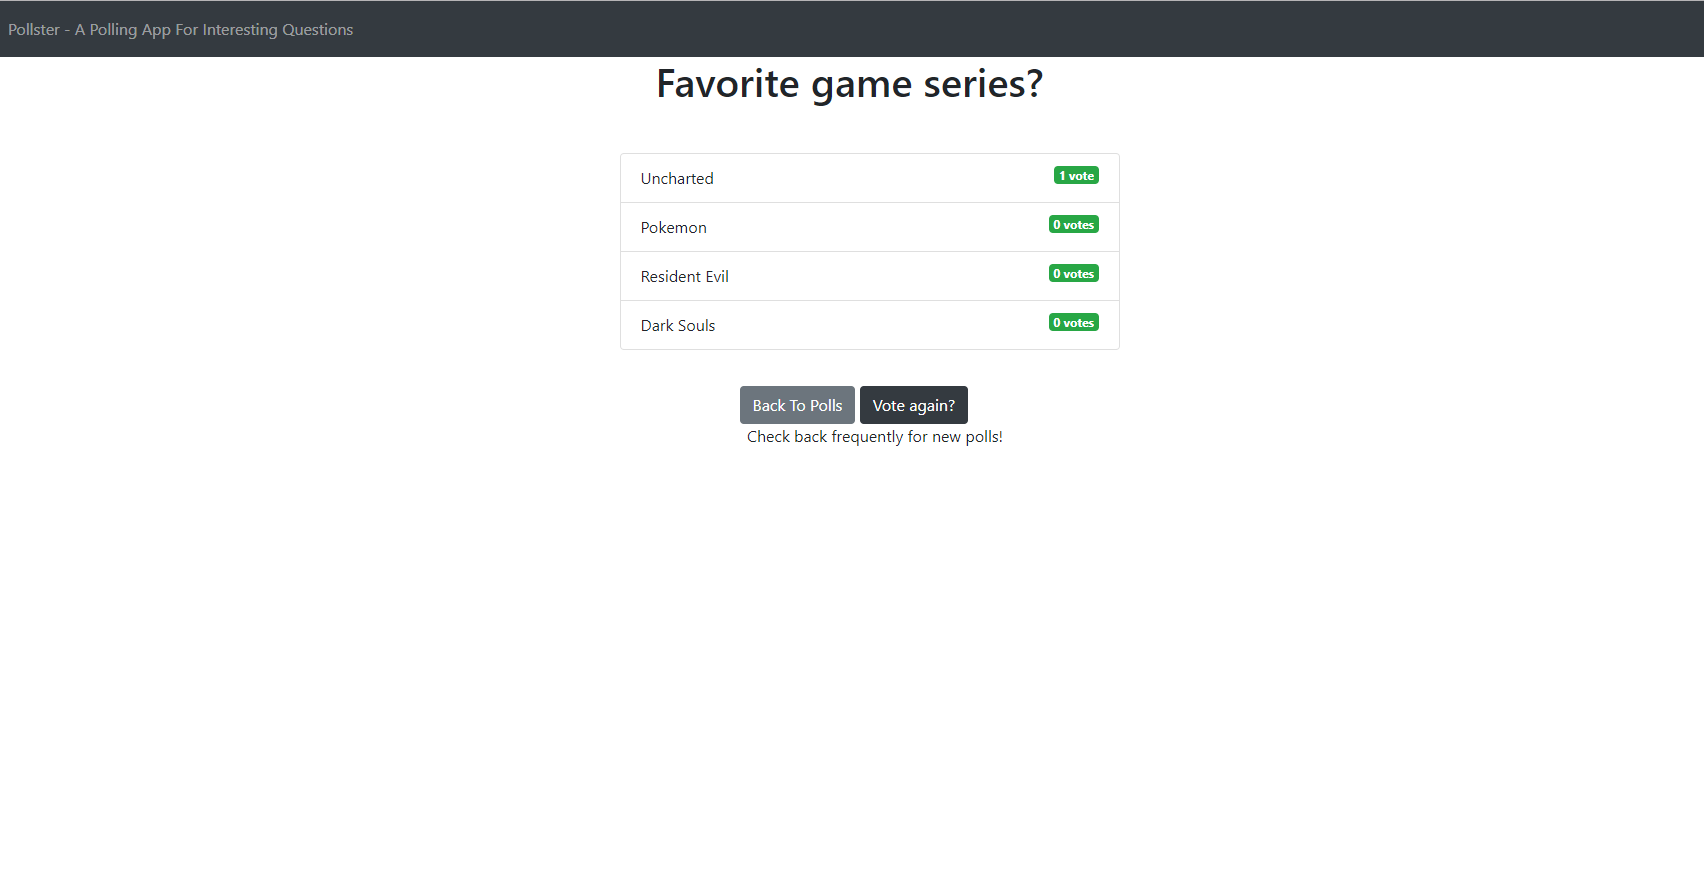 Pollster - A Polling App For Interesting Questions
Favorite game series?
Uncharted 1 vote
Pokemon 0 votes
Resident Evil 0 votes
Dark Souls 0 votes
Back To Polls Vote again?
Check back frequently for new polls!